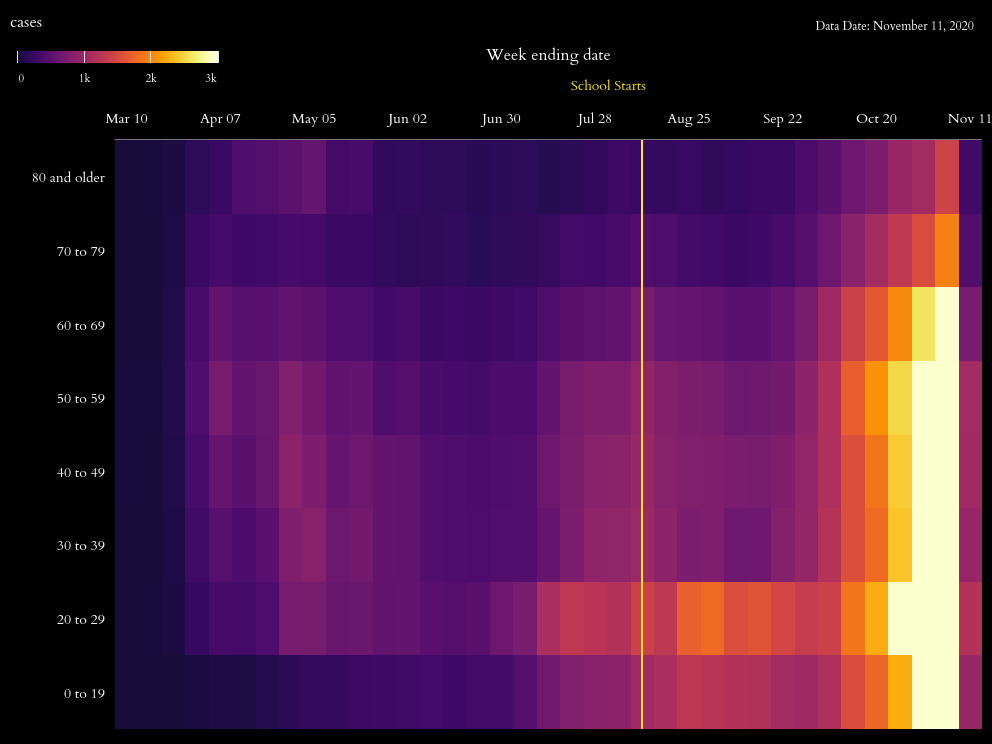 cases
Data Date: November 11, 2020
0 1k 2k 3k
Week ending date
School Starts
Mar 10 Apr 07 May 05 Jun 02 Jun 30 Jul 28 Aug 25 Sep 22 Oct 20 Nov 11
80 and older
70 to 79
60 to 69
50 to 59
40 to 49
30 to 39
20 to 29
0 to 19